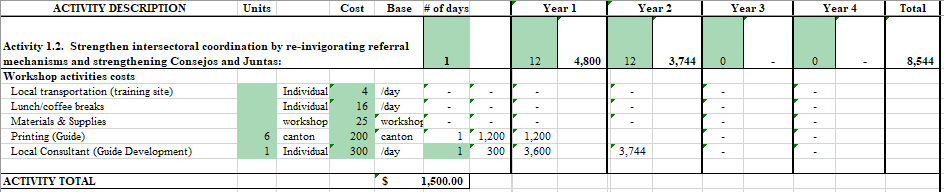 ACTIVITY DESCRIPTION Units Cost Base # of days Year 1 Year 2 Year 3 Year 4 Total
Activity 1.2. Strengthen intersectoral coordination by re-invigorating referral
mechanisms and strengthening Consejos and Juntas: 1 12 4,800 12 3,744 0 - 0 - 8,544
Workshop activities costs
Local transportation (training site) Individual 4 /day - - - - - -
Lunch/coffee breaks Individual 16 /day - - - - - -
Materials & Supplies workshop 25 workshop - - - - - -
Printing (Guide) 6 canton 200 canton 1 1,200 1,200 - -
Local Consultant (Guide Development) 1 Individual 300 /day 1 300 3,600 3,744 - -
ACTIVITY TOTAL $ 1,500.00